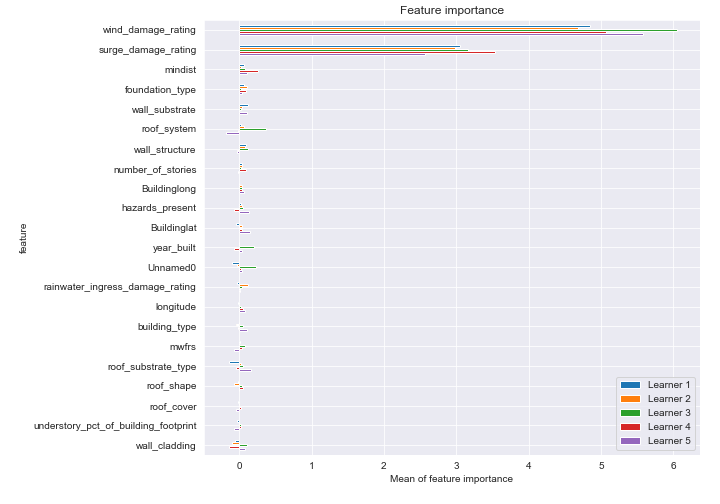 Feature importance
feature
wind_damage_rating
surge_damage_rating
mindist
foundation_type
wall_substrate
roof_system
wall_structure
number_of_stories
Buildinglong
hazards_present
Buildinglat
year_built
Unnamed0
rainwater_ingress_damage_rating
longitude
building_type
mwfrs
roof_substrate_type
roof_shape
roof_cover
understory_pct_of_building_footprint
wall_cladding
Learner 1
Learner 2
Learner 3
Learner 4
Learner 5
0 1 2 3 4 5 6
Mean of feature importance